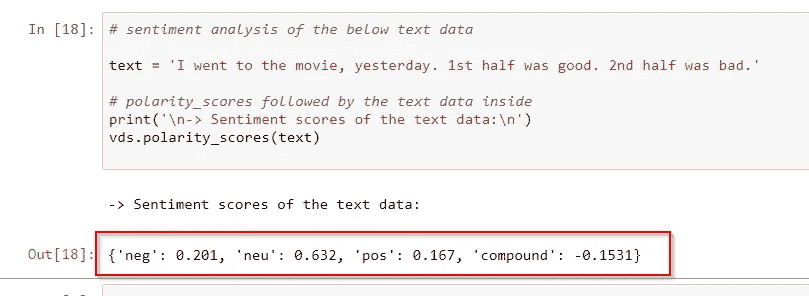 In [18]: # sentiment analysis of the below text data
text = 'I went to the movie, yesterday. 1st half was good. 2nd half was bad.'
# polarity_scores followed by the text data inside
print('\n-> Sentiment scores of the text data:\n')
vds.polarity_scores(text)
-> Sentiment scores of the text data:
Out[18]: {'neg': 0.201, 'neu': 0.632, 'pos': 0.167, 'compound': -0.1531}